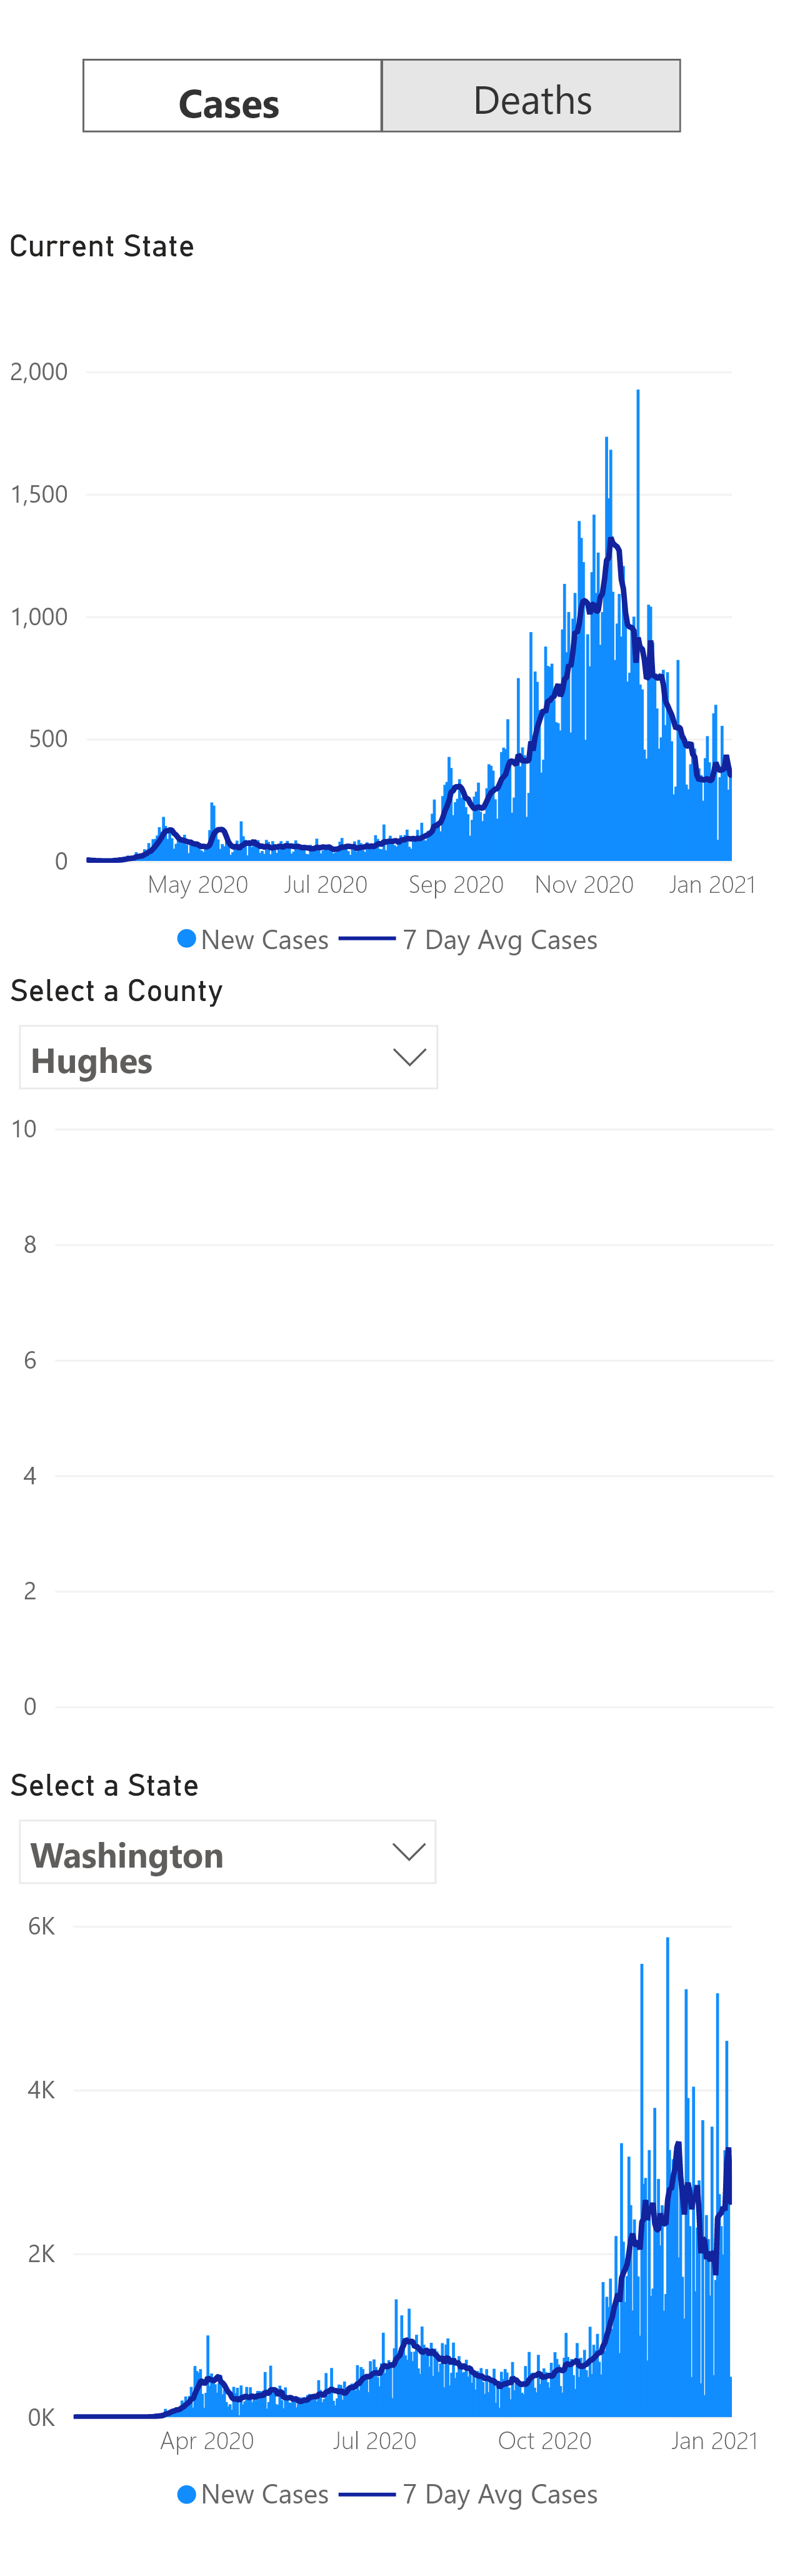 Cases Deaths
Current State
2,000
1,500
1,000
500
0
May 2020 Jul 2020 Sep 2020 Nov 2020 Jan 2021
New Cases 7 Day Avg Cases
Select a County
Hughes
10
8
6
4
2
0
Select a State
Washington
6K
4K
2K
0K
Apr 2020 Jul 2020 Oct 2020 Jan 2021
New Cases 7 Day Avg Cases